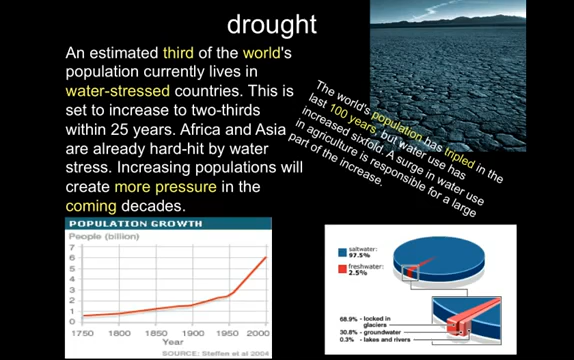 drought
An estimated third of the world's
population currently lives in
water-stressed countries. This is
set to increase to two-thirds
within 25 years. Africa and Asia
are already hard-hit by water
stress. Increasing populations will
create more pressure in the
coming decades.
The world's population has tripled in the
last 100 years, but water use has
increased sixfold. A surge in water use
in agriculture is responsible for a large
part of the increase.
POPULATION GROWTH
People (billion)
7
6
5
4
3
2
1
0
1750 1800 1850 1900 1950 2000
Year
SOURCE: Steffen et al 2004
saltwater:
97.5%
freshwater:
2.5%
68.9% - locked in
glaciers
30.8% - groundwater
0.3% - lakes and rivers